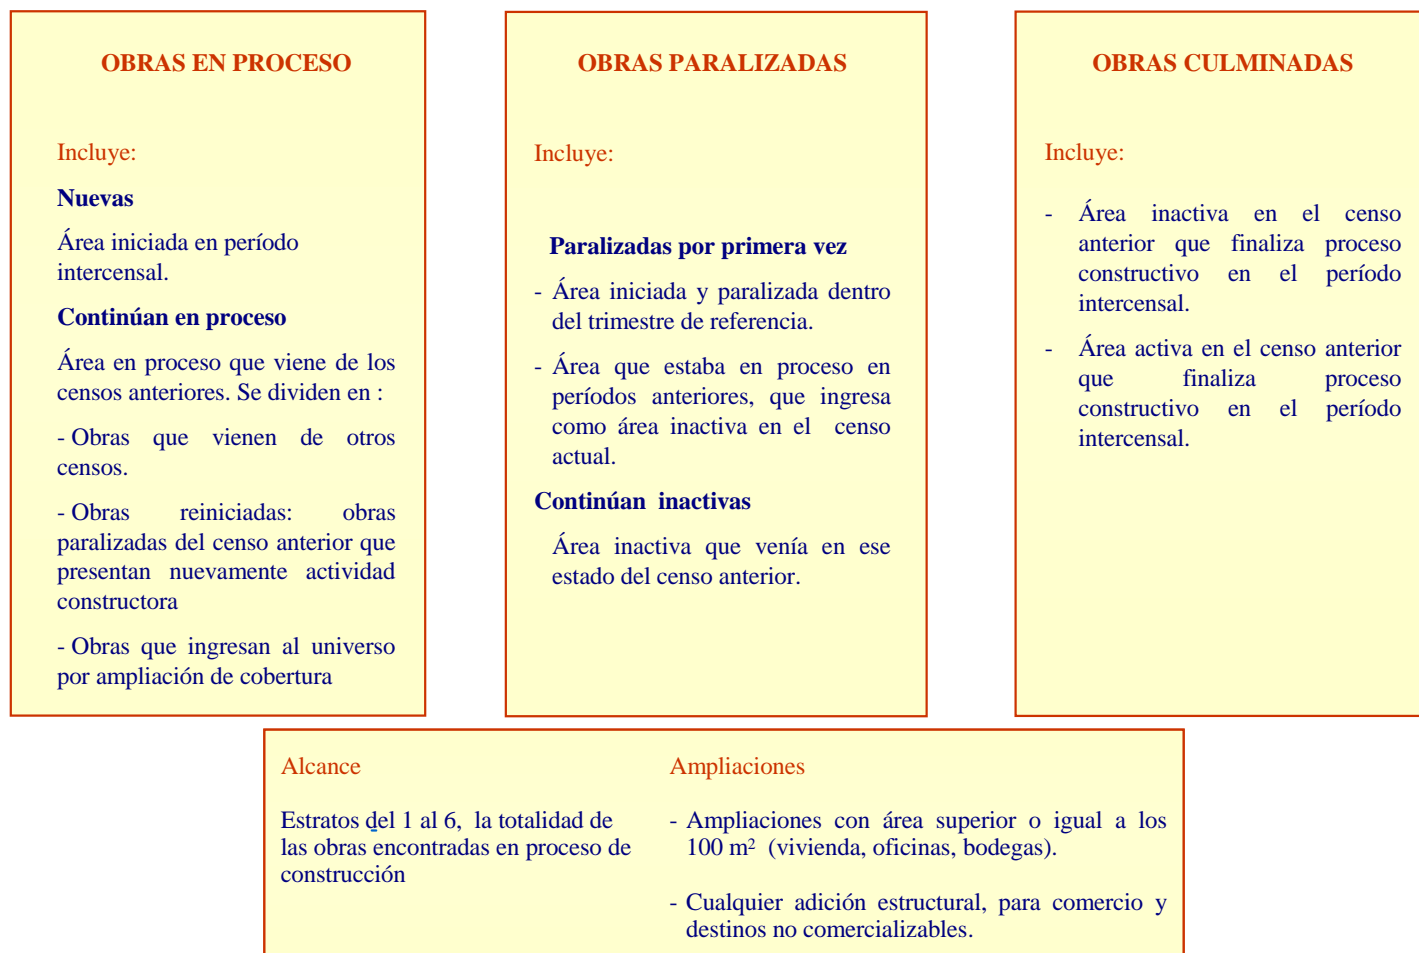 OBRAS EN PROCESO
Incluye:
Nuevas
Área iniciada en período
intercensal.
Continúan en proceso
Área en proceso que viene de los
censos anteriores. Se dividen en :
- Obras que vienen de otros
censos.
- Obras reiniciadas: obras
paralizadas del censo anterior que
presentan nuevamente actividad
constructora
- Obras que ingresan al universo
por ampliación de cobertura
OBRAS PARALIZADAS
Incluye:
Paralizadas por primera vez
- Área iniciada y paralizada dentro
del trimestre de referencia.
- Área que estaba en proceso en
períodos anteriores, que ingresa
como área inactiva en el censo
actual.
Continúan inactivas
Área inactiva que venía en ese
estado del censo anterior.
OBRAS CULMINADAS
Incluye:
- Área inactiva en el censo
anterior que finaliza proceso
constructivo en el período
intercensal.
- Área activa en el censo anterior
que finaliza proceso
constructivo en el período
intercensal.
Alcance
Estratos del 1 al 6, la totalidad de
las obras encontradas en proceso de
construcción
Ampliaciones
- Ampliaciones con área superior o igual a los
100 m² (vivienda, oficinas, bodegas).
- Cualquier adición estructural, para comercio y
destinos no comercializables.